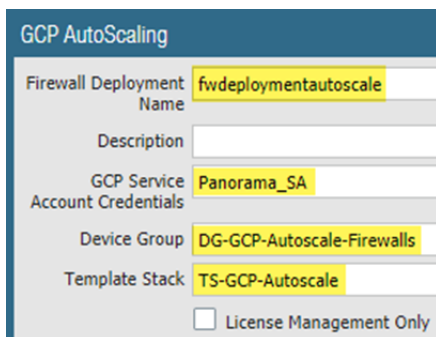 GCP AutoScaling
Firewall Deployment Name fwdeploymentautoscale
Description
GCP Service Account Credentials Panorama_SA
Device Group DG-GCP-Autoscale-Firewalls
Template Stack TS-GCP-Autoscale
License Management Only